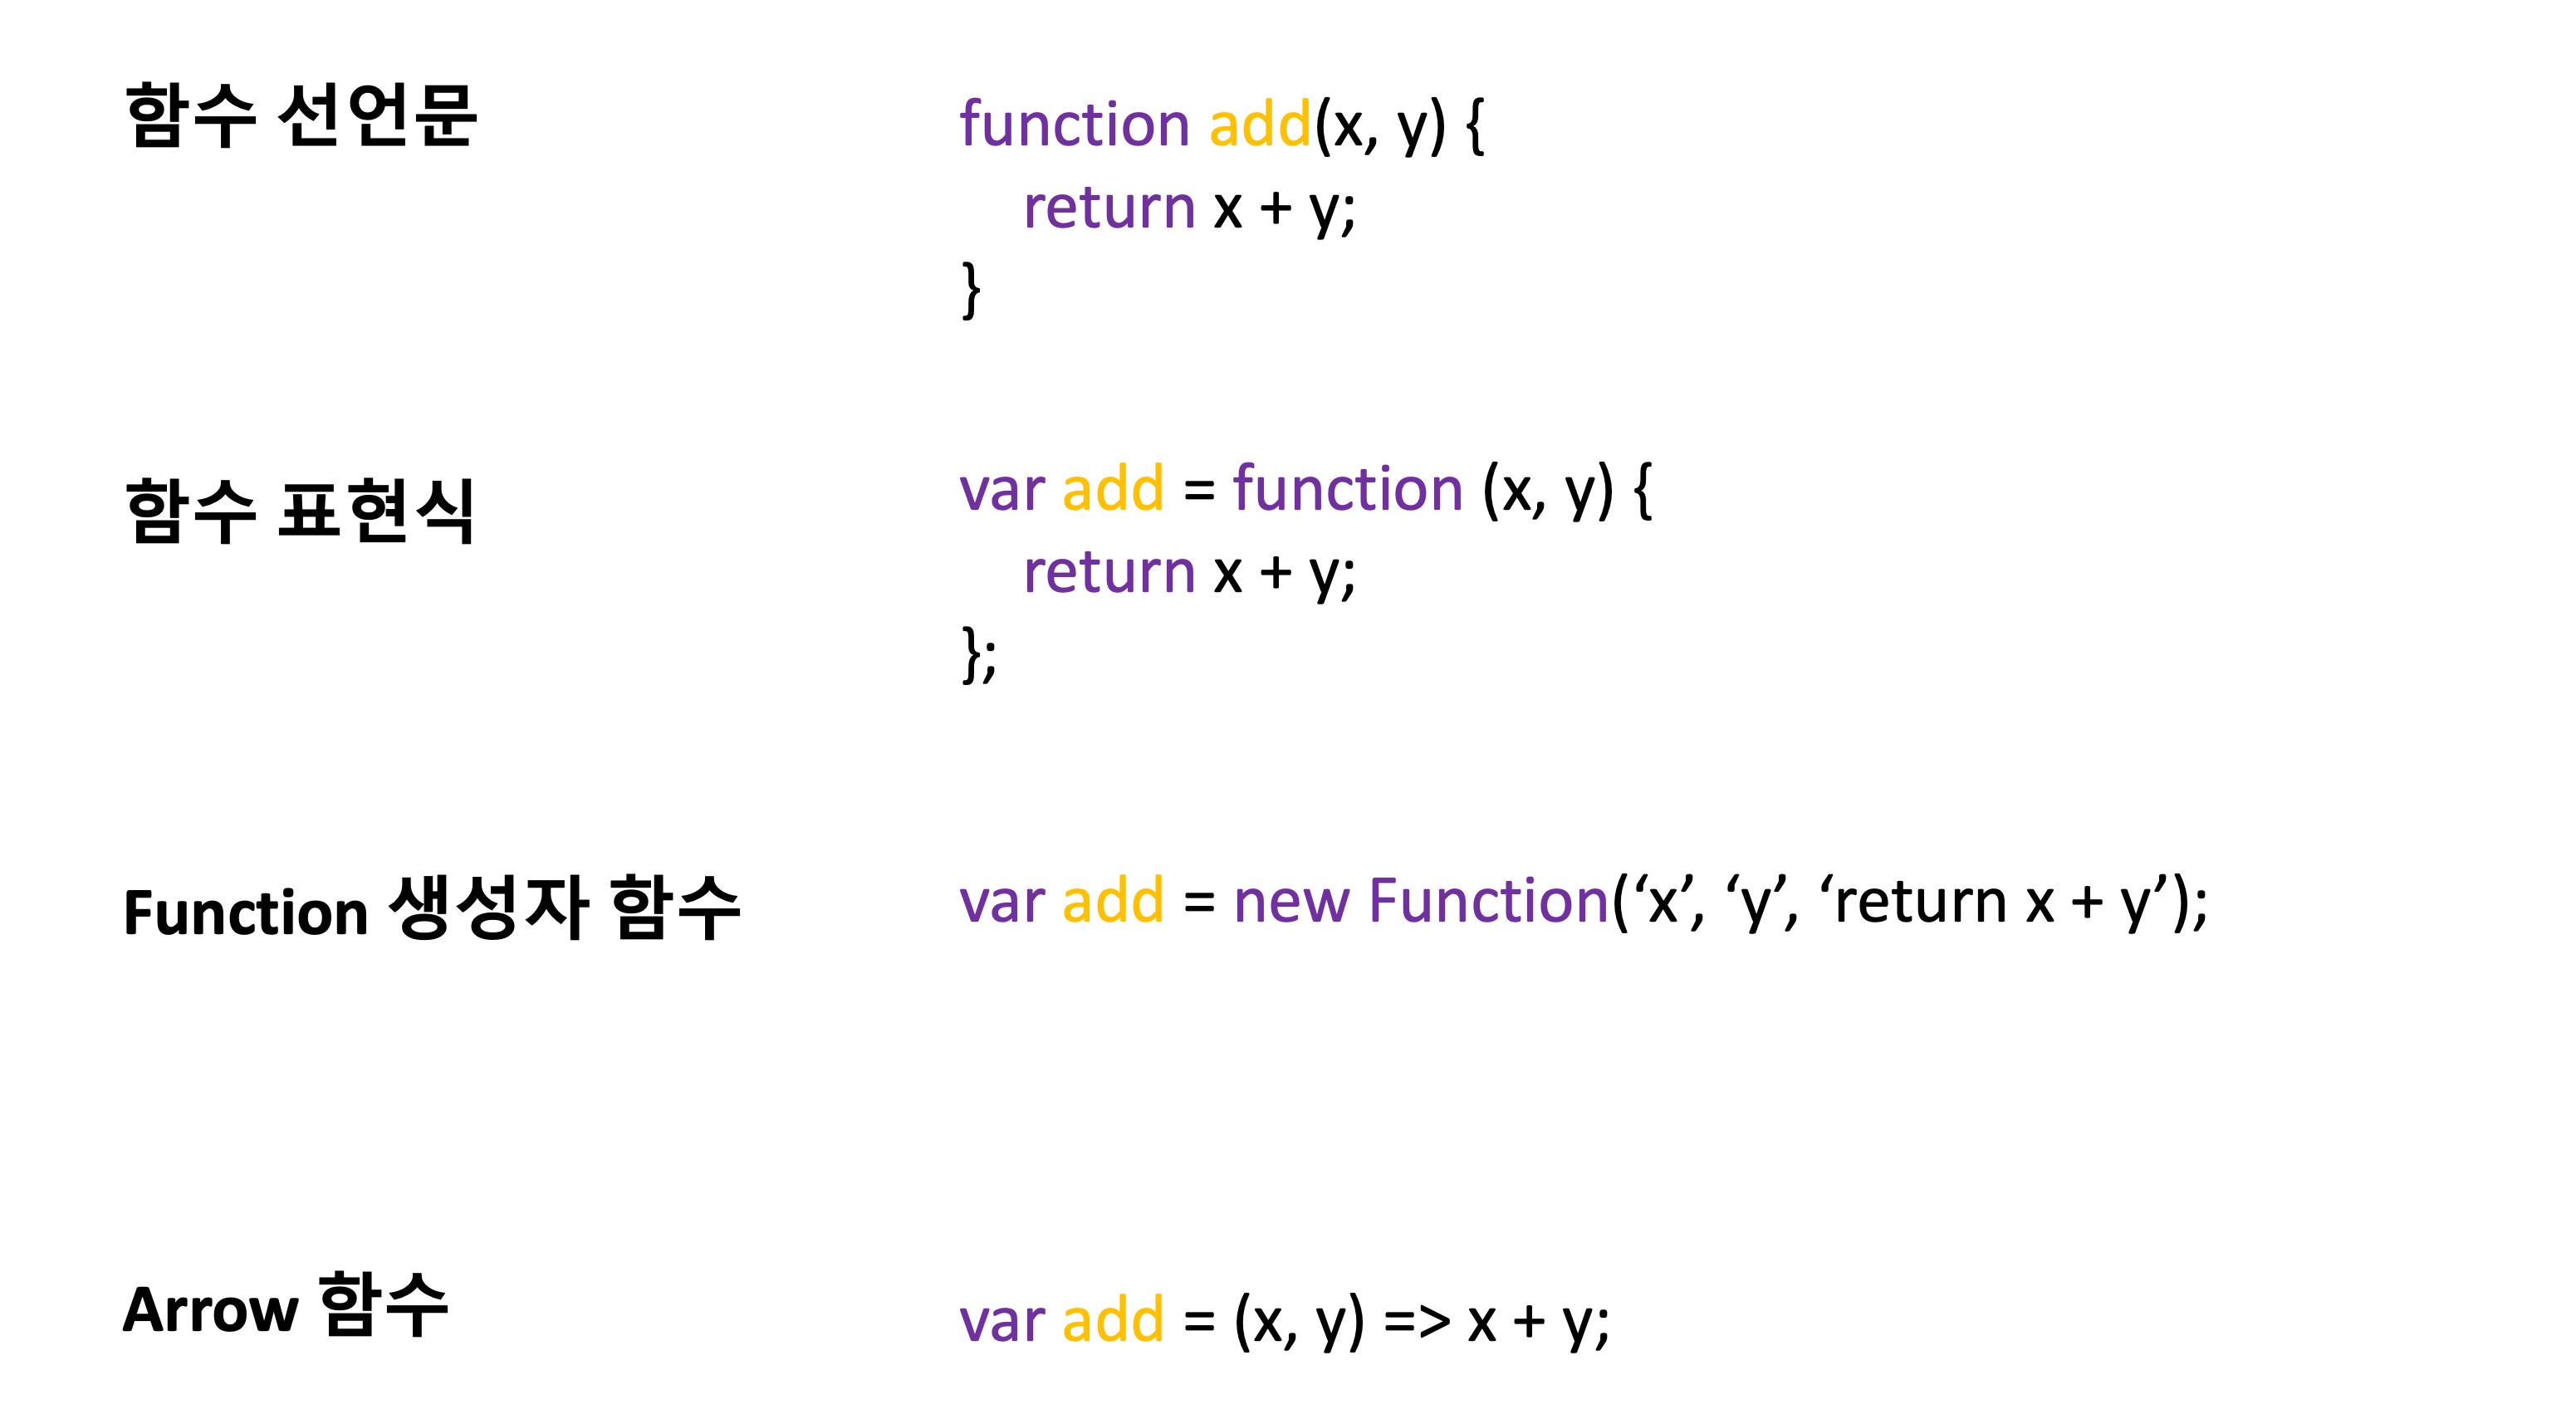 함수 선언문
function add(x, y) {
return x + y;
}
함수 표현식
var add = function (x, y) {
return x + y;
};
Function 생성자 함수
var add = new Function(‘x’, ‘y’, ‘return x + y’);
Arrow 함수
var add = (x, y) => x + y;